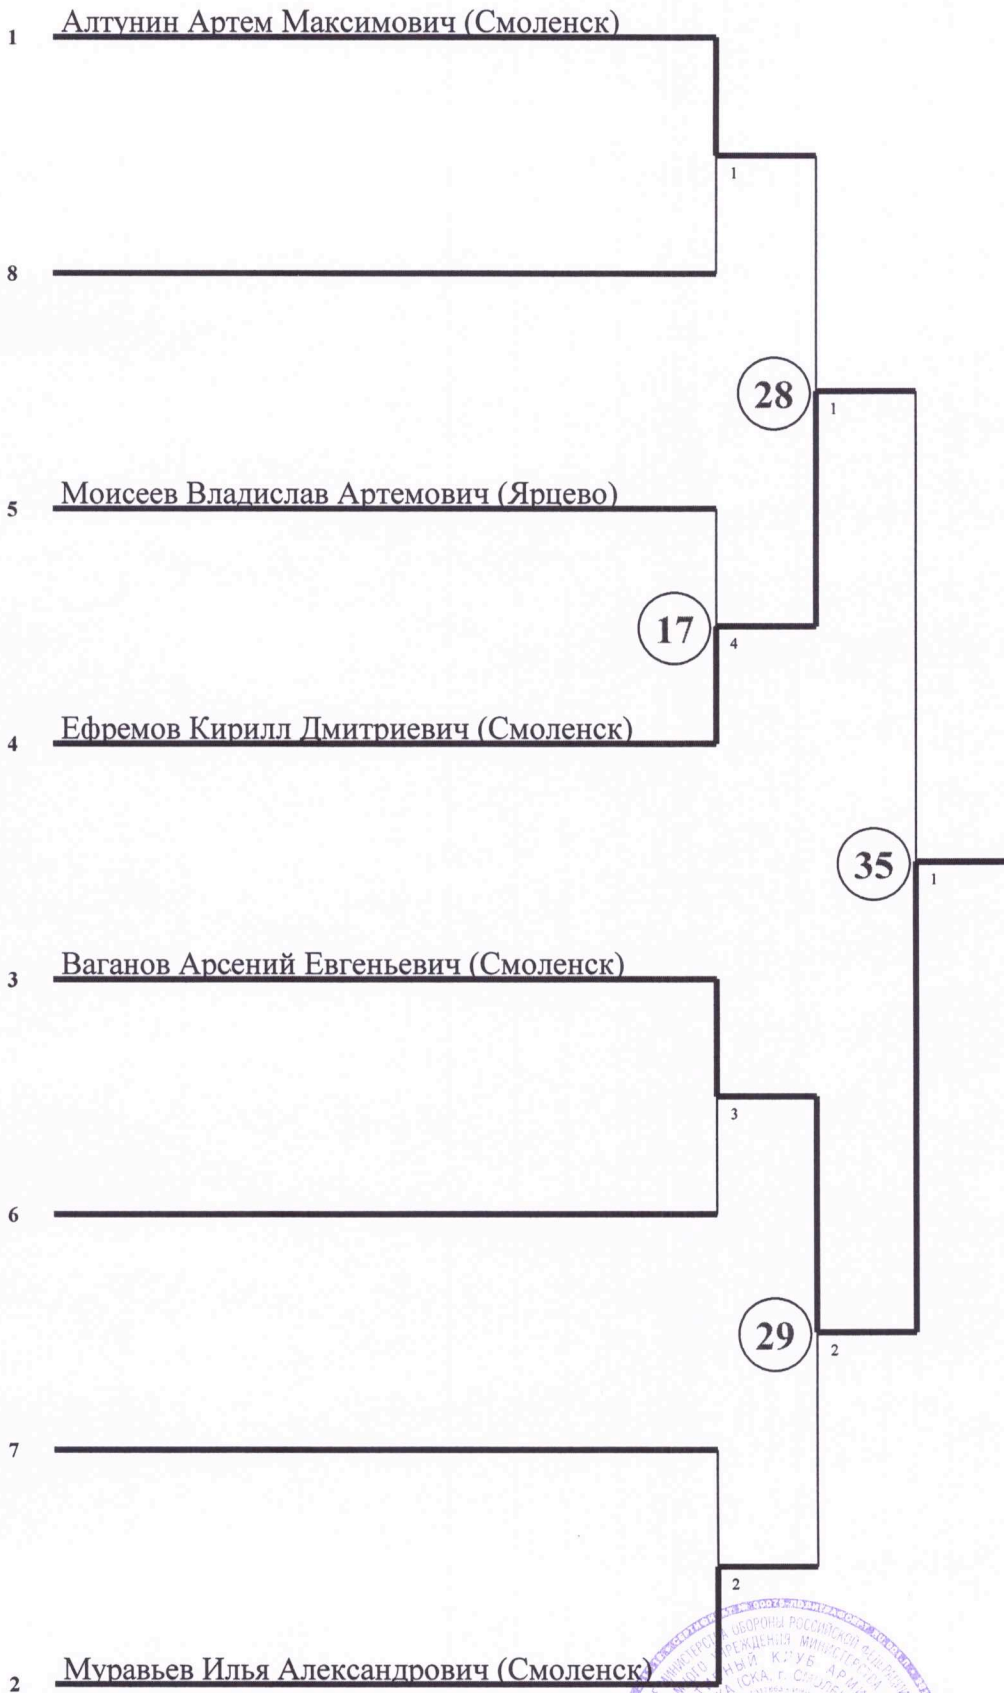 1 Алтунин Артем Максимович (Смоленск)
1
8
28
1
5 Моисеев Владислав Артемович (Ярцево)
17
4
4 Ефремов Кирилл Дмитриевич (Смоленск)
35
1
3 Ваганов Арсений Евгеньевич (Смоленск)
3
6
29
2
7
2
2 Муравьев Илья Александрович (Смоленск)
ОБОРОНЫ РОССИЙСКОЙ